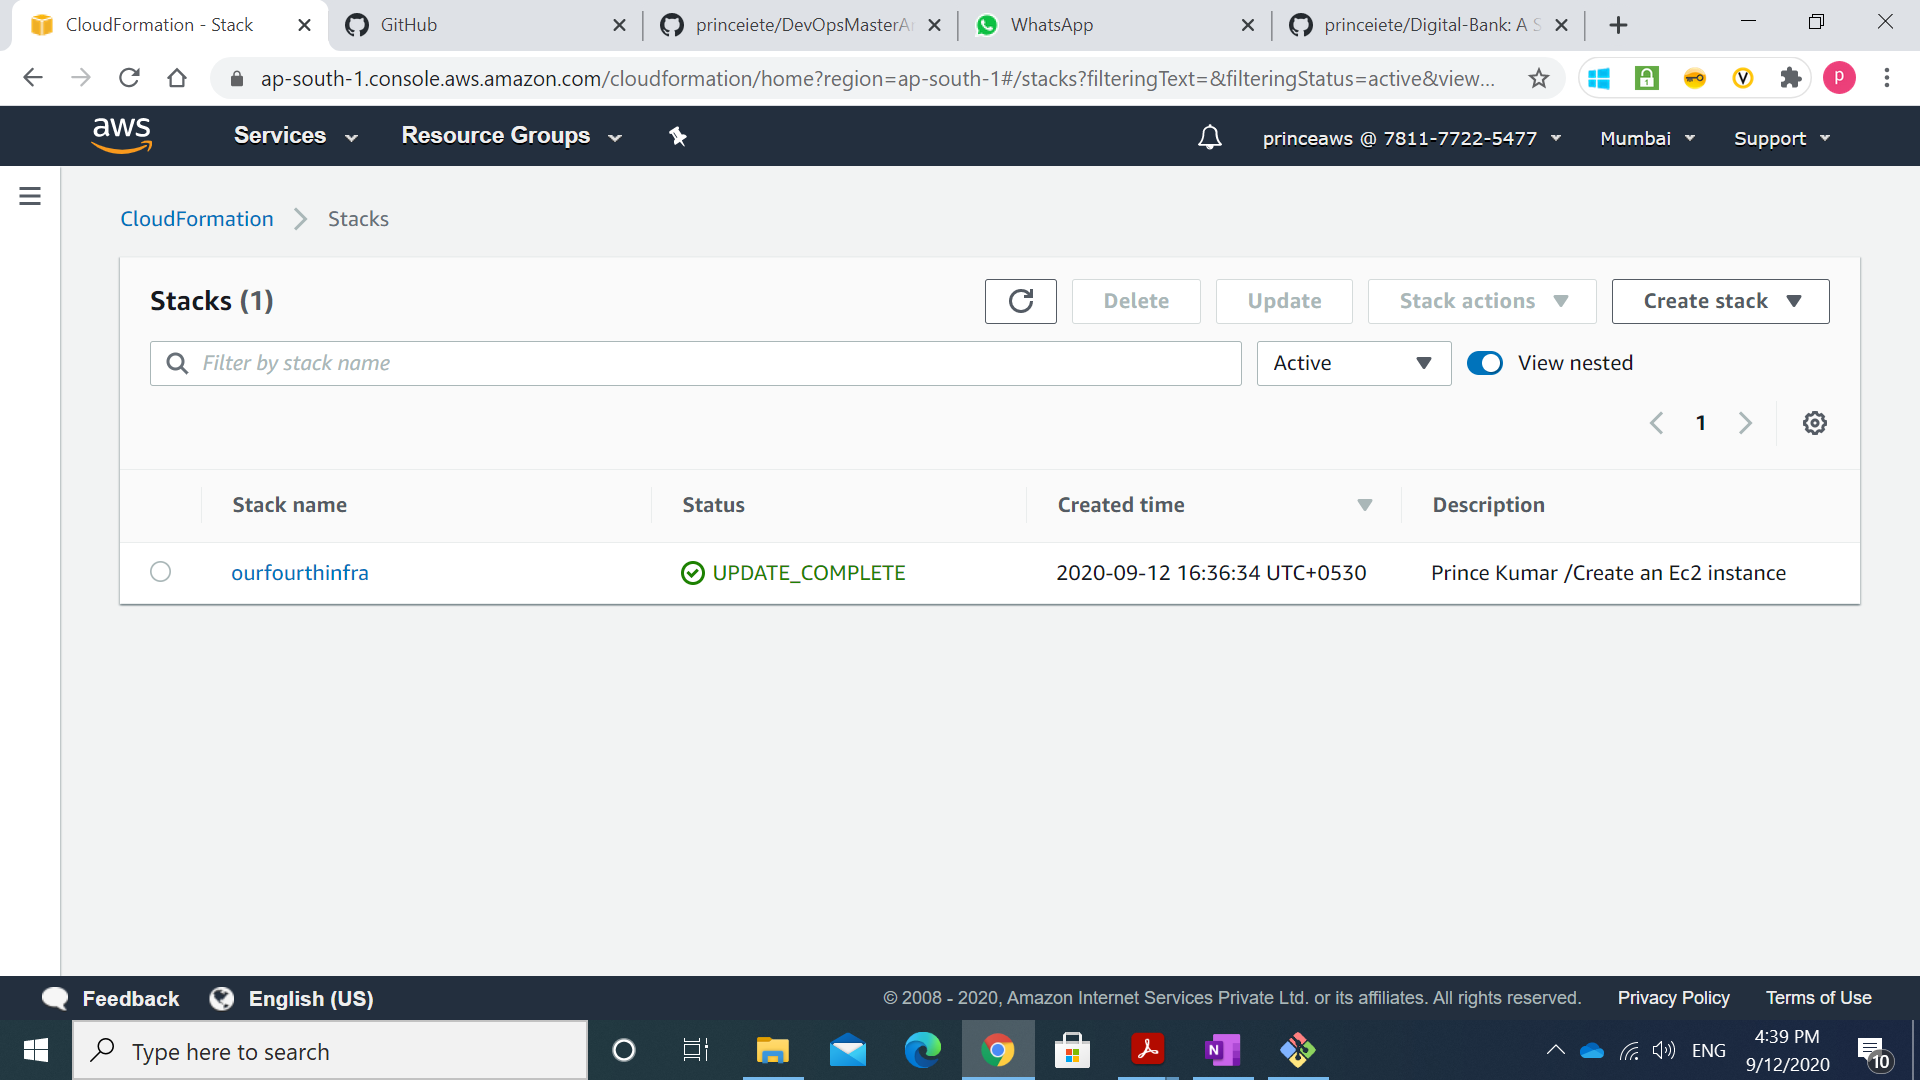 CloudFormation - Stack
GitHub
princeiete/DevOpsMasterAr
WhatsApp
princeiete/Digital-Bank: A S
ap-south-1.console.aws.amazon.com/cloudformation/home?region=ap-south-1#/stacks?filteringText=&filteringStatus=active&view...
P
aws
Services
Resource Groups
princeaws @ 7811-7722-5477
Mumbai
Support
CloudFormation
Stacks
Stacks (1)
Delete
Update
Stack actions
Create stack
Filter by stack name
Active
View nested
1
Stack name
Status
Created time
Description
ourfourthinfra
UPDATE_COMPLETE
2020-09-12 16:36:34 UTC+0530
Prince Kumar /Create an Ec2 instance
Feedback
English (US)
© 2008 - 2020, Amazon Internet Services Private Ltd. or its affiliates. All rights reserved.
Privacy Policy
Terms of Use
Type here to search
N
ENG
4:39 PM
9/12/2020
10